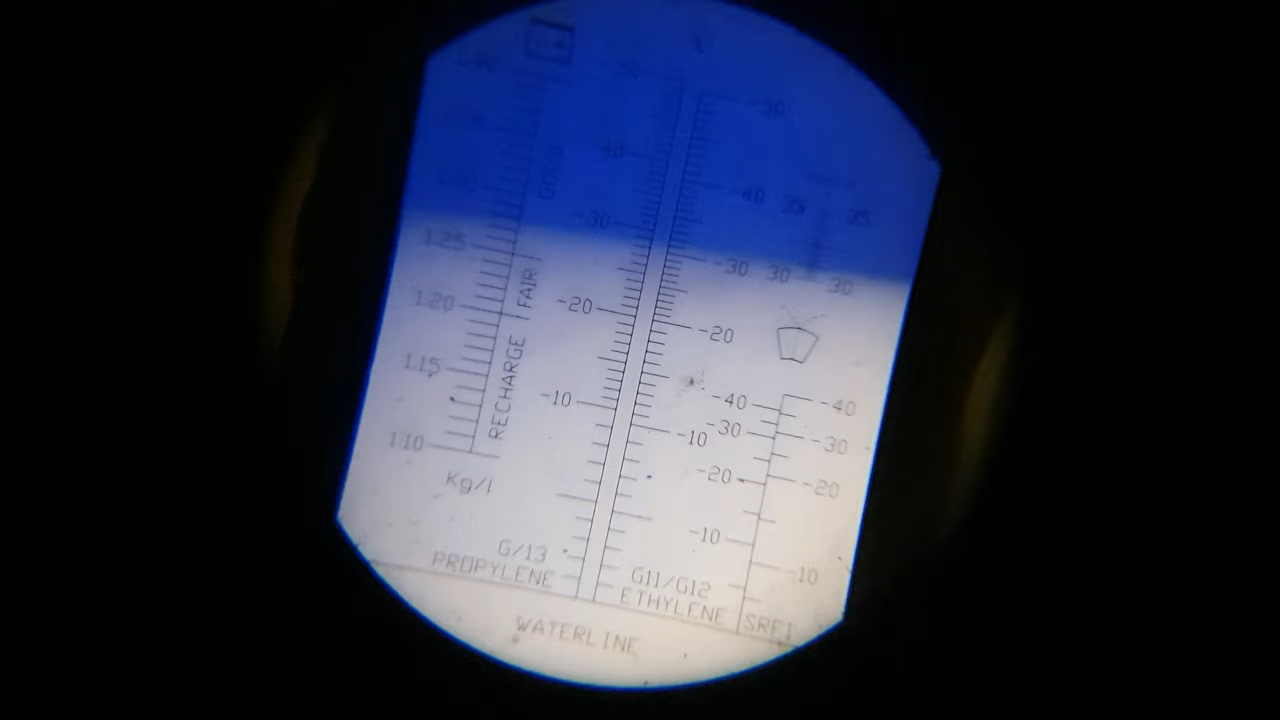 -50
-50
40
GOOD
-40 35 35
-30
1.25
-30 30 30
FAIR
1.20
-20
-20
1.15
RECHARGE
-10
-40 -40
-10 -30 -30
1.10
-20 -20
Kg/l
-10
-10
G/13
PROPYLENE
G11/G12
ETHYLENE
SRF1
WATERLINE